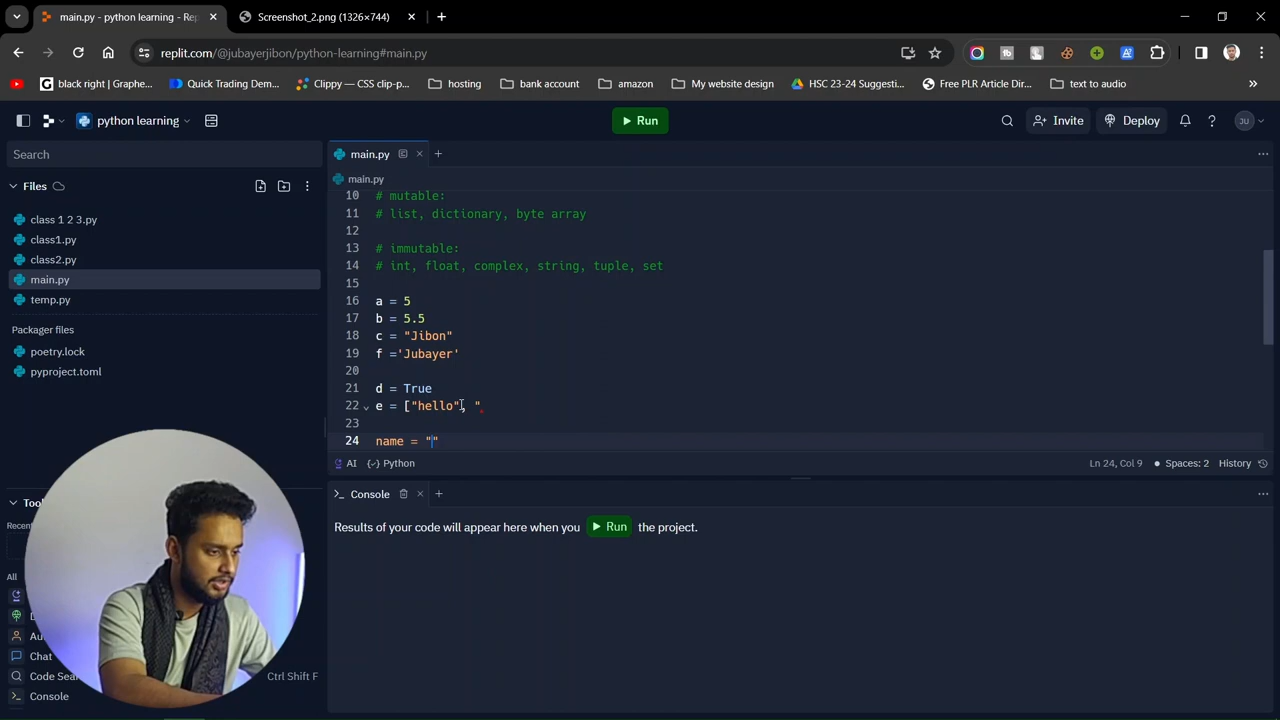 main.py - python learning - Rep
Screenshot_2.png (1326×744)
replit.com/@jubayerjibon/python-learning#main.py
black right | Graphe...
Quick Trading Dem...
Clippy — CSS clip-p...
hosting
bank account
amazon
My website design
HSC 23-24 Suggesti...
Free PLR Article Dir...
text to audio
python learning
Run
Invite
Deploy
JU
Search
main.py
Files
main.py
class 1 2 3.py
class1.py
class2.py
main.py
temp.py
Packager files
poetry.lock
pyproject.toml
10 # mutable:
11 # list, dictionary, byte array
12
13 # immutable:
14 # int, float, complex, string, tuple, set
15
16 a = 5
17 b = 5.5
18 c = "Jibon"
19 f ='Jubayer'
20
21 d = True
22 e = ["hello", "
23
24 name = ""
AI Python
Ln 24, Col 9 Spaces: 2 History
Console
Results of your code will appear here when you Run the project.
All
Chat
Code Sea
Ctrl Shift F
Console